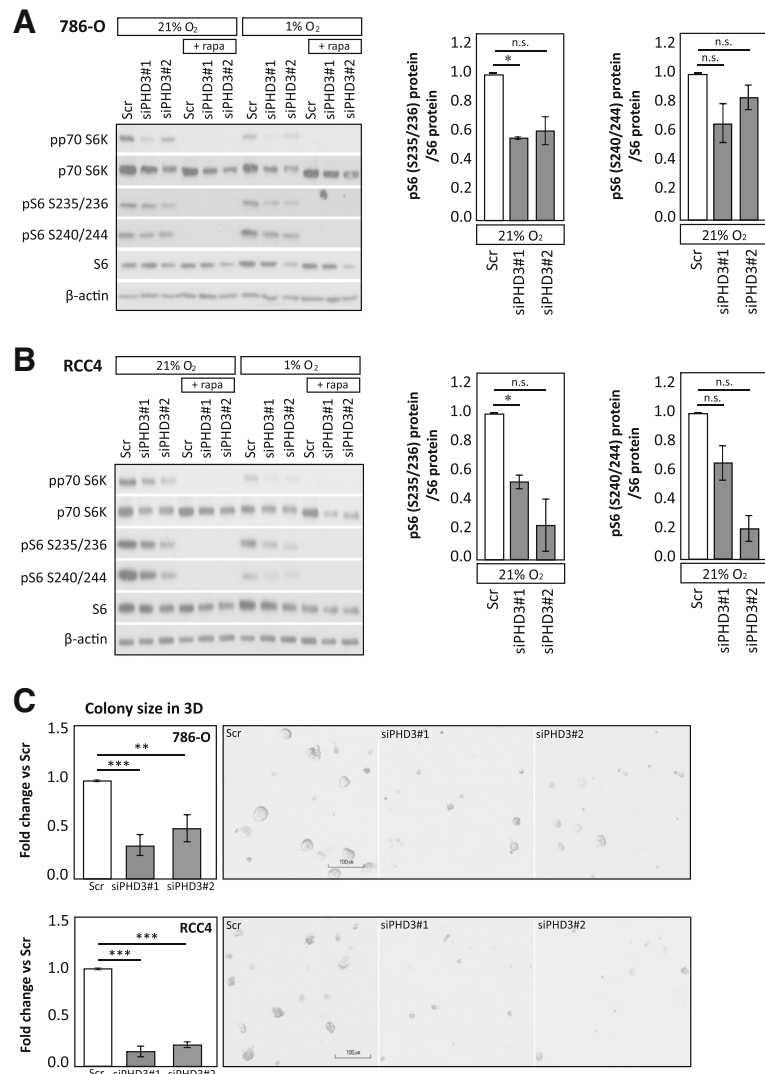 A
786-O
21% O₂
1% O₂
+ rapa
+ rapa
Scr
siPHD3#1
siPHD3#2
Scr
siPHD3#1
siPHD3#2
Scr
siPHD3#1
siPHD3#2
Scr
siPHD3#1
siPHD3#2
pp70 S6K
p70 S6K
pS6 S235/236
pS6 S240/244
S6
β-actin
pS6 (S235/236) protein
/S6 protein
1.2
1.0
0.8
0.6
0.4
0.2
0.0
n.s.
*
21% O₂
Scr
siPHD3#1
siPHD3#2
pS6 (S240/244) protein
/S6 protein
1.2
1.0
0.8
0.6
0.4
0.2
0.0
n.s.
n.s.
21% O₂
Scr
siPHD3#1
siPHD3#2
B
RCC4
21% O₂
1% O₂
+ rapa
+ rapa
Scr
siPHD3#1
siPHD3#2
Scr
siPHD3#1
siPHD3#2
Scr
siPHD3#1
siPHD3#2
Scr
siPHD3#1
siPHD3#2
pp70 S6K
p70 S6K
pS6 S235/236
pS6 S240/244
S6
β-actin
pS6 (S235/236) protein
/S6 protein
1.2
1.0
0.8
0.6
0.4
0.2
0.0
n.s.
*
21% O₂
Scr
siPHD3#1
siPHD3#2
pS6 (S240/244) protein
/S6 protein
1.2
1.0
0.8
0.6
0.4
0.2
0.0
n.s.
n.s.
21% O₂
Scr
siPHD3#1
siPHD3#2
C
Colony size in 3D
Fold change vs Scr
1.5
1.0
0.5
0.0
786-O
**
***
Scr siPHD3#1 siPHD3#2
Scr
siPHD3#1
siPHD3#2
100㎛
Fold change vs Scr
1.5
1.0
0.5
0.0
RCC4
***
***
Scr siPHD3#1 siPHD3#2
Scr
siPHD3#1
siPHD3#2
100㎛